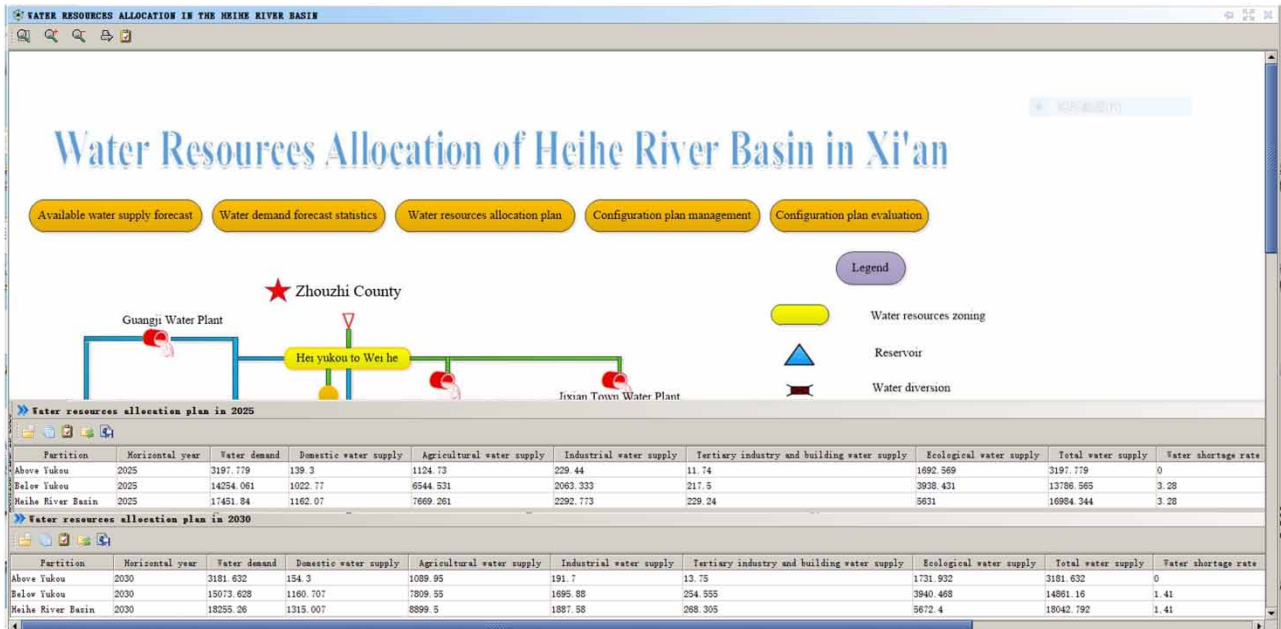 WATER RESOURCES ALLOCATION IN THE HEIHE RIVER BASIN
Water Resources Allocation of Heihe River Basin in Xi'an
Available water supply forecast Water demand forecast statistics Water resources allocation plan Configuration plan management Configuration plan evaluation
Legend
Zhouzhi County
Water resources zoning
Guangji Water Plant
Hei yukou to Wei he
Reservoir
Water diversion
Jixian Town Water Plant
Water resources allocation plan in 2025
Partition Horizontal year Water demand Domestic water supply Agricultural water supply Industrial water supply Tertiary industry and building water supply Ecological water supply Total water supply Water shortage rate
Above Yukou 2025 3197.779 139.3 1124.73 229.44 11.74 1692.569 3197.779 0
Below Yukou 2025 14254.061 1022.77 6544.531 2063.333 217.5 3938.431 13786.565 3.28
Heihe River Basin 2025 17451.84 1162.07 7669.261 2292.773 229.24 5631 16984.344 3.28
Water resources allocation plan in 2030
Partition Horizontal year Water demand Domestic water supply Agricultural water supply Industrial water supply Tertiary industry and building water supply Ecological water supply Total water supply Water shortage rate
Above Yukou 2030 3181.632 154.3 1089.95 191.7 13.75 1731.932 3181.632 0
Below Yukou 2030 15073.628 1160.707 7809.55 1695.88 254.555 3940.468 14861.16 1.41
Heihe River Basin 2030 18255.26 1315.007 8899.5 1887.58 268.305 5672.4 18042.792 1.41